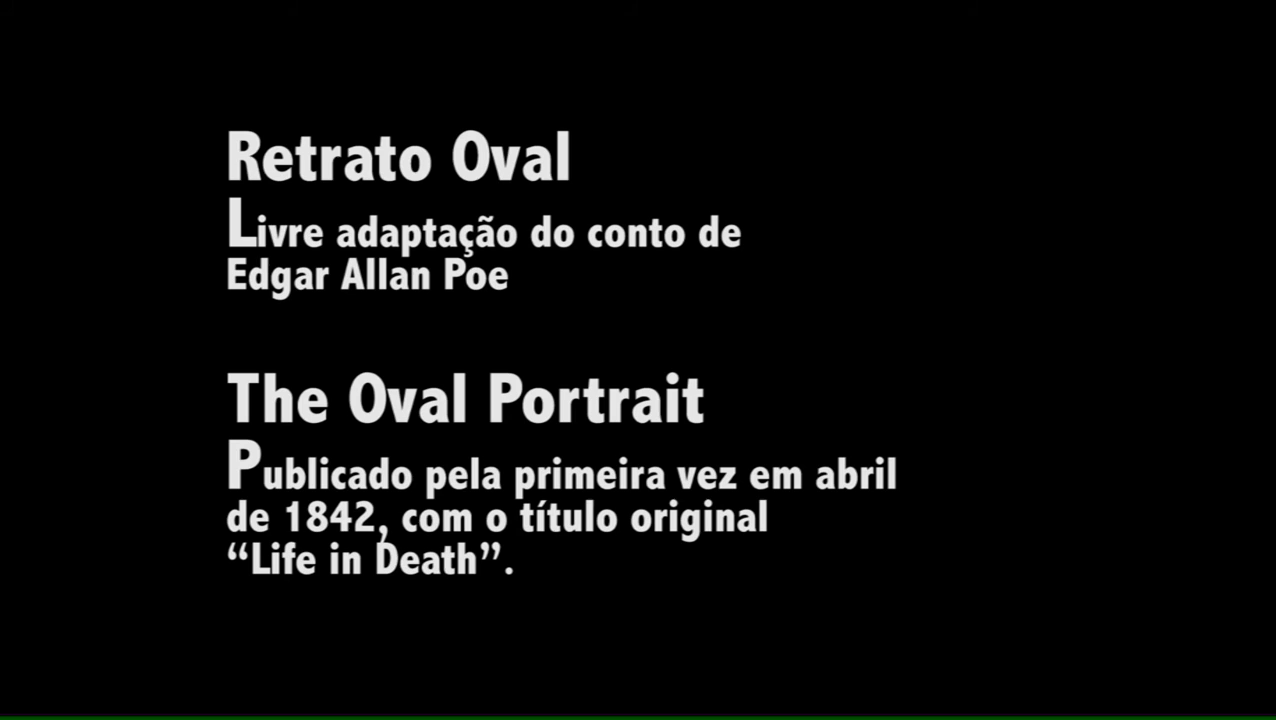 Retrato Oval
Livre adaptação do conto de
Edgar Allan Poe
The Oval Portrait
Publicado pela primeira vez em abril
de 1842, com o título original
“Life in Death”.